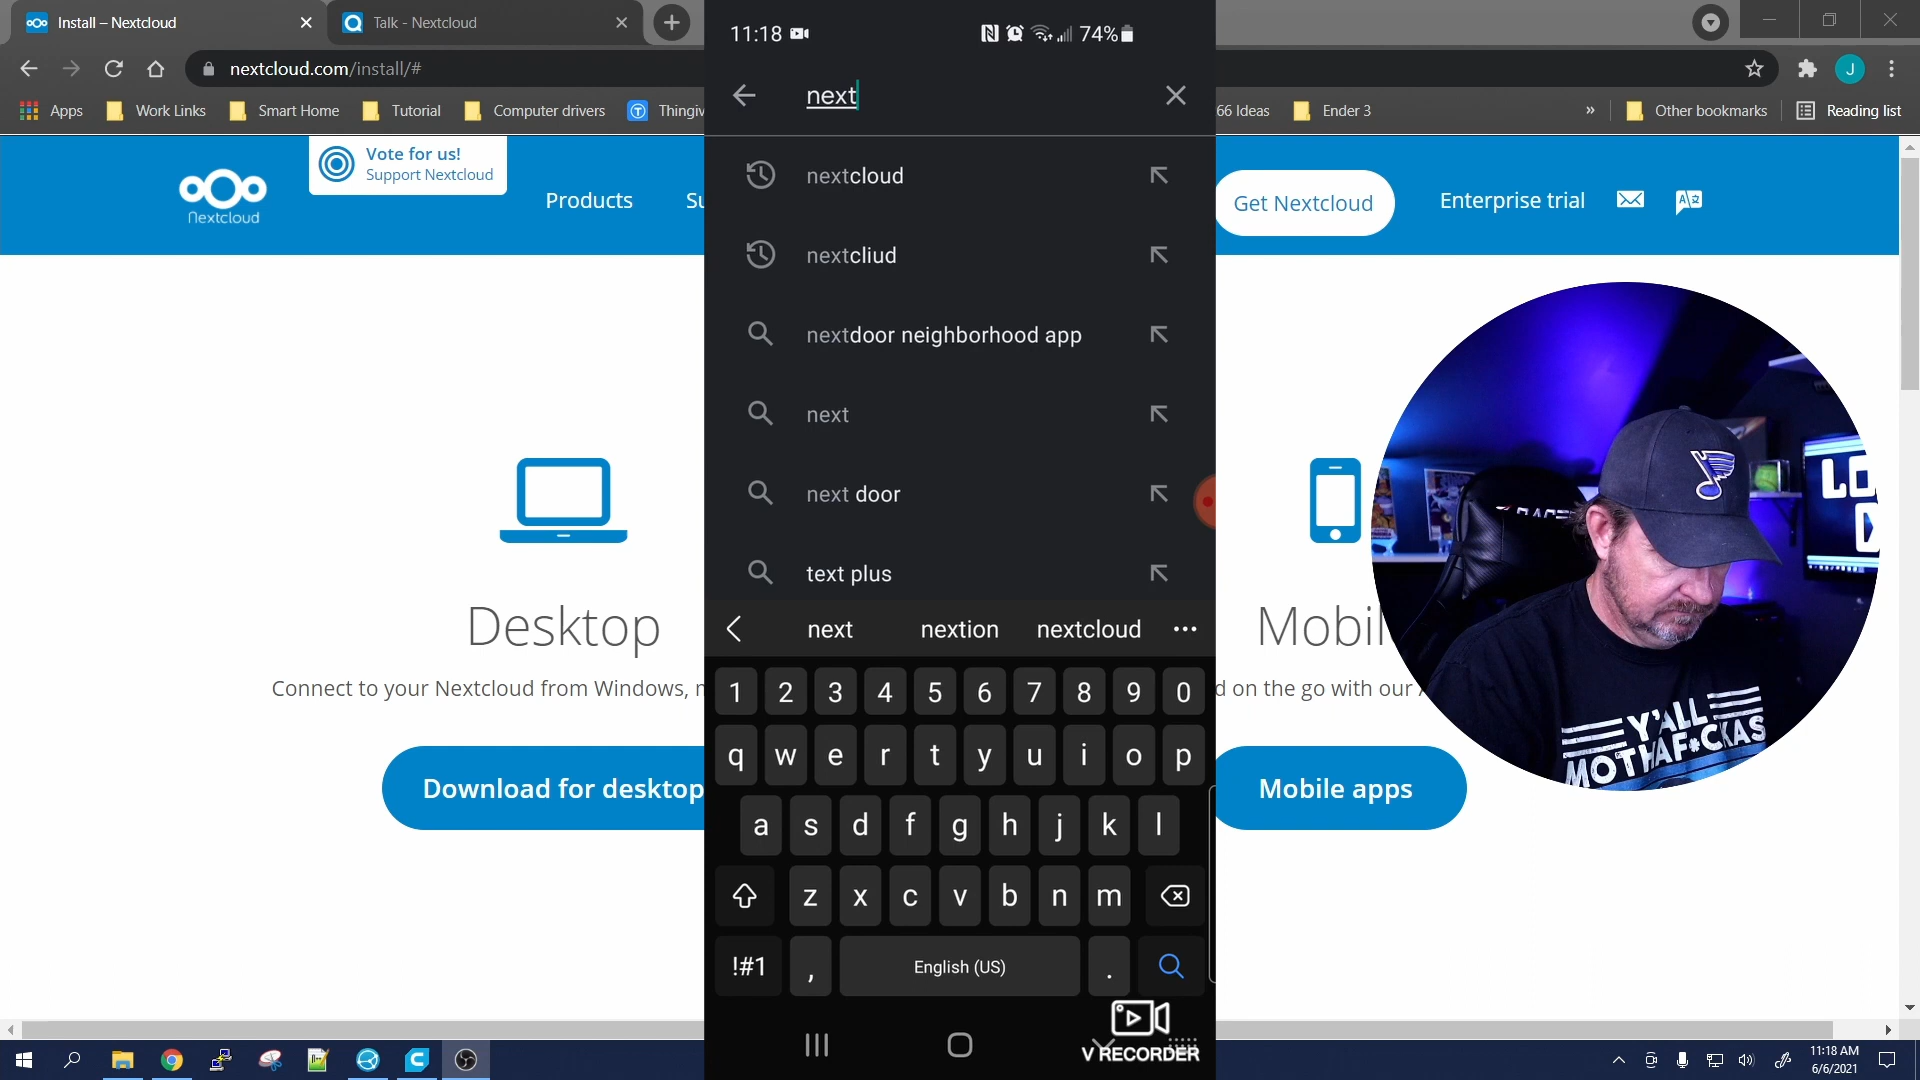 Install – Nextcloud
Talk - Nextcloud
nextcloud.com/install/#
J
Apps
Work Links
Smart Home
Tutorial
Computer drivers
Thingiv
66 Ideas
Ender 3
»
Other bookmarks
Reading list
Nextcloud
Vote for us!
Support Nextcloud
Products
Su
Get Nextcloud
Enterprise trial
Desktop
Connect to your Nextcloud from Windows, m
Download for desktop
Mobil
d on the go with our A
Mobile apps
11:18
74%
next
nextcloud
nextcliud
nextdoor neighborhood app
next
next door
text plus
next
nextion
nextcloud
1 2 3 4 5 6 7 8 9 0
q w e r t y u i o p
a s d f g h j k l
z x c v b n m
!#1 , English (US) .
V RECORDER
Y'ALL
MOTHAF*CKAS
11:18 AM
6/6/2021